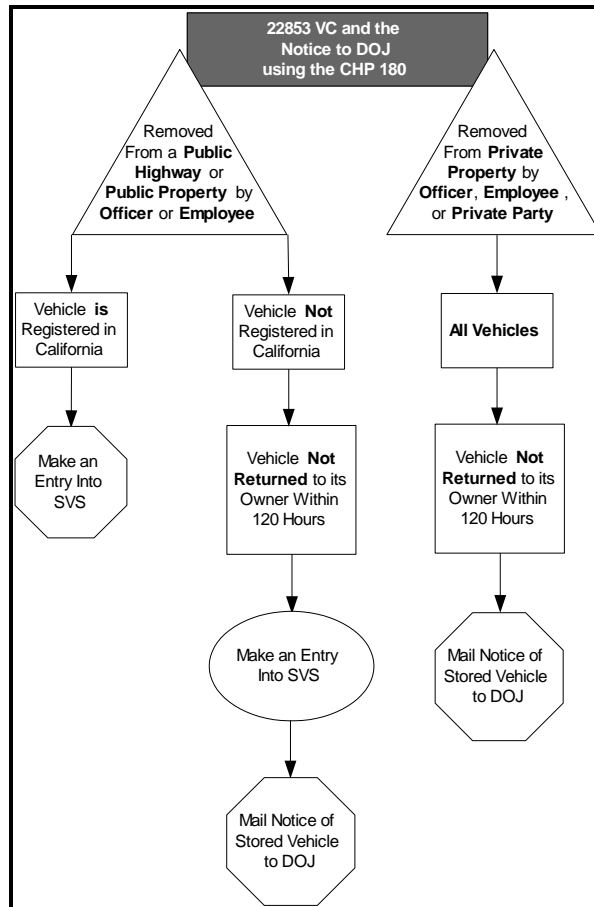 22853 VC and the
Notice to DOJ
using the CHP 180
Removed
From a Public
Highway or
Public Property by
Officer or Employee
Removed
From Private
Property by
Officer, Employee ,
or Private Party
Vehicle is
Registered in
California
Vehicle Not
Registered in
California
All Vehicles
Make an
Entry Into
SVS
Vehicle Not
Returned to its
Owner Within
120 Hours
Vehicle Not
Returned to its
Owner Within
120 Hours
Make an Entry
Into SVS
Mail Notice of
Stored Vehicle
to DOJ
Mail Notice of
Stored Vehicle
to DOJ